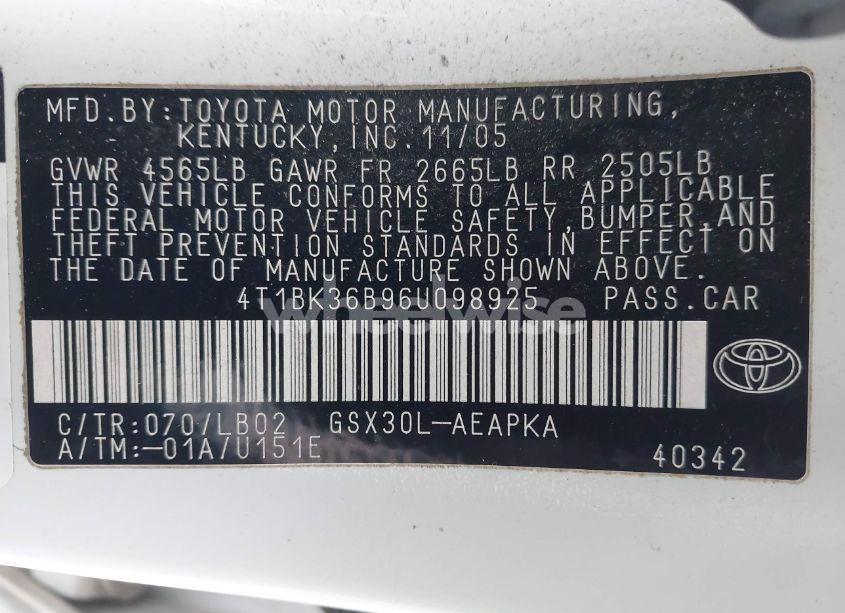 MFD.BY:TOYOTA MOTOR MANUFACTURING,
KENTUCKY,INC. 11/05
GVWR 4565LB GAWR FR 2665LB RR 2505LB
THIS VEHICLE CONFORMS TO ALL APPLICABLE
FEDERAL MOTOR VEHICLE SAFETY,BUMPER,AND
THEFT PREVENTION STANDARDS IN EFFECT ON
THE DATE OF MANUFACTURE SHOWN ABOVE.
4T1BK36B96U098925 PASS.CAR
wheelwise
C/TR:070/LB02 GSX30L-AEAPKA
A/TM:-01A/U151E
40342